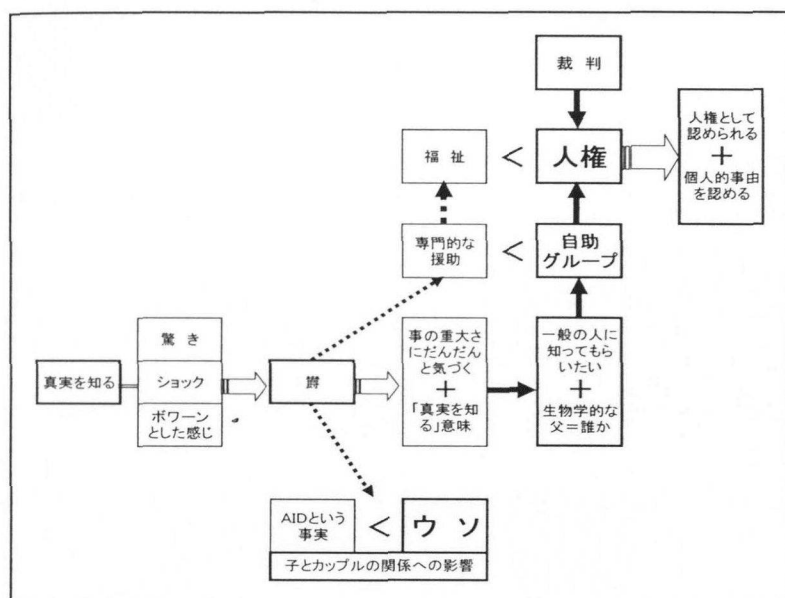 裁 判
人権として
認められる
＋
個人的事由
を認める
福 祉
<
人権
専門的な
援助
<
自助
グループ
驚 き
真実を知る
ショック
ボワーン
とした感じ
事の重大さ
にだんだん
と気づく
＋
「真実を知
る」意味
一般の人に
知ってもら
いたい
＋
生物学的な
父＝誰か
AIDという
事実
<
ウ ソ
子とカップルの関係への影響